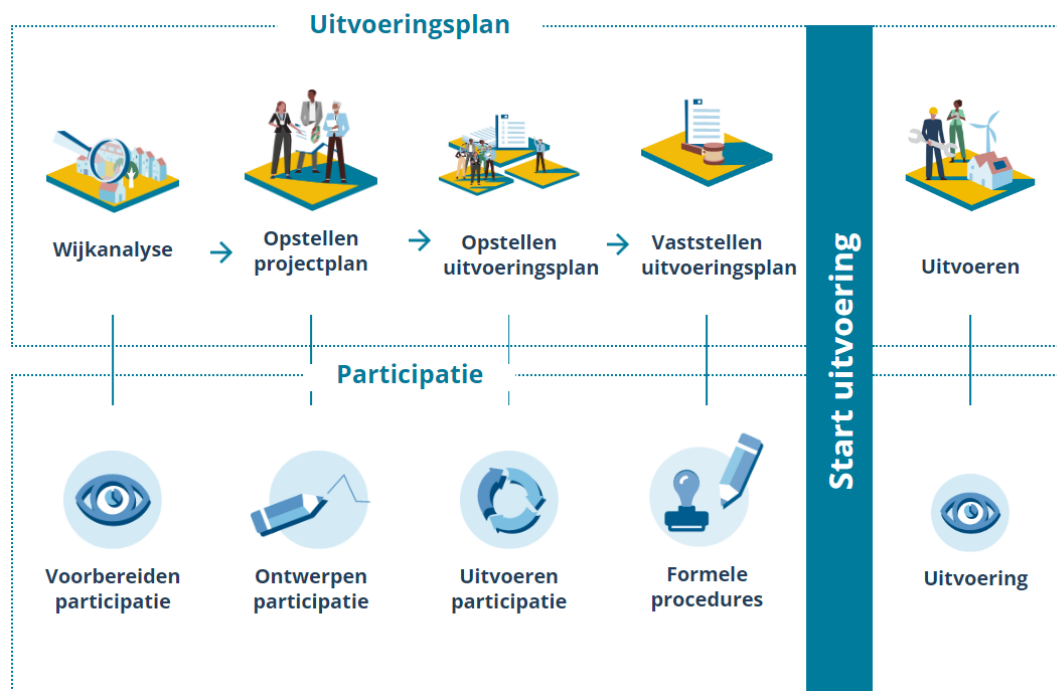 Uitvoeringsplan
Wijkanalyse
Opstellen
projectplan
Opstellen
uitvoeringsplan
Vaststellen
uitvoeringsplan
Start uitvoering
Uitvoeren
Participatie
Voorbereiden
participatie
Ontwerpen
participatie
Uitvoeren
participatie
Formele
procedures
Uitvoering